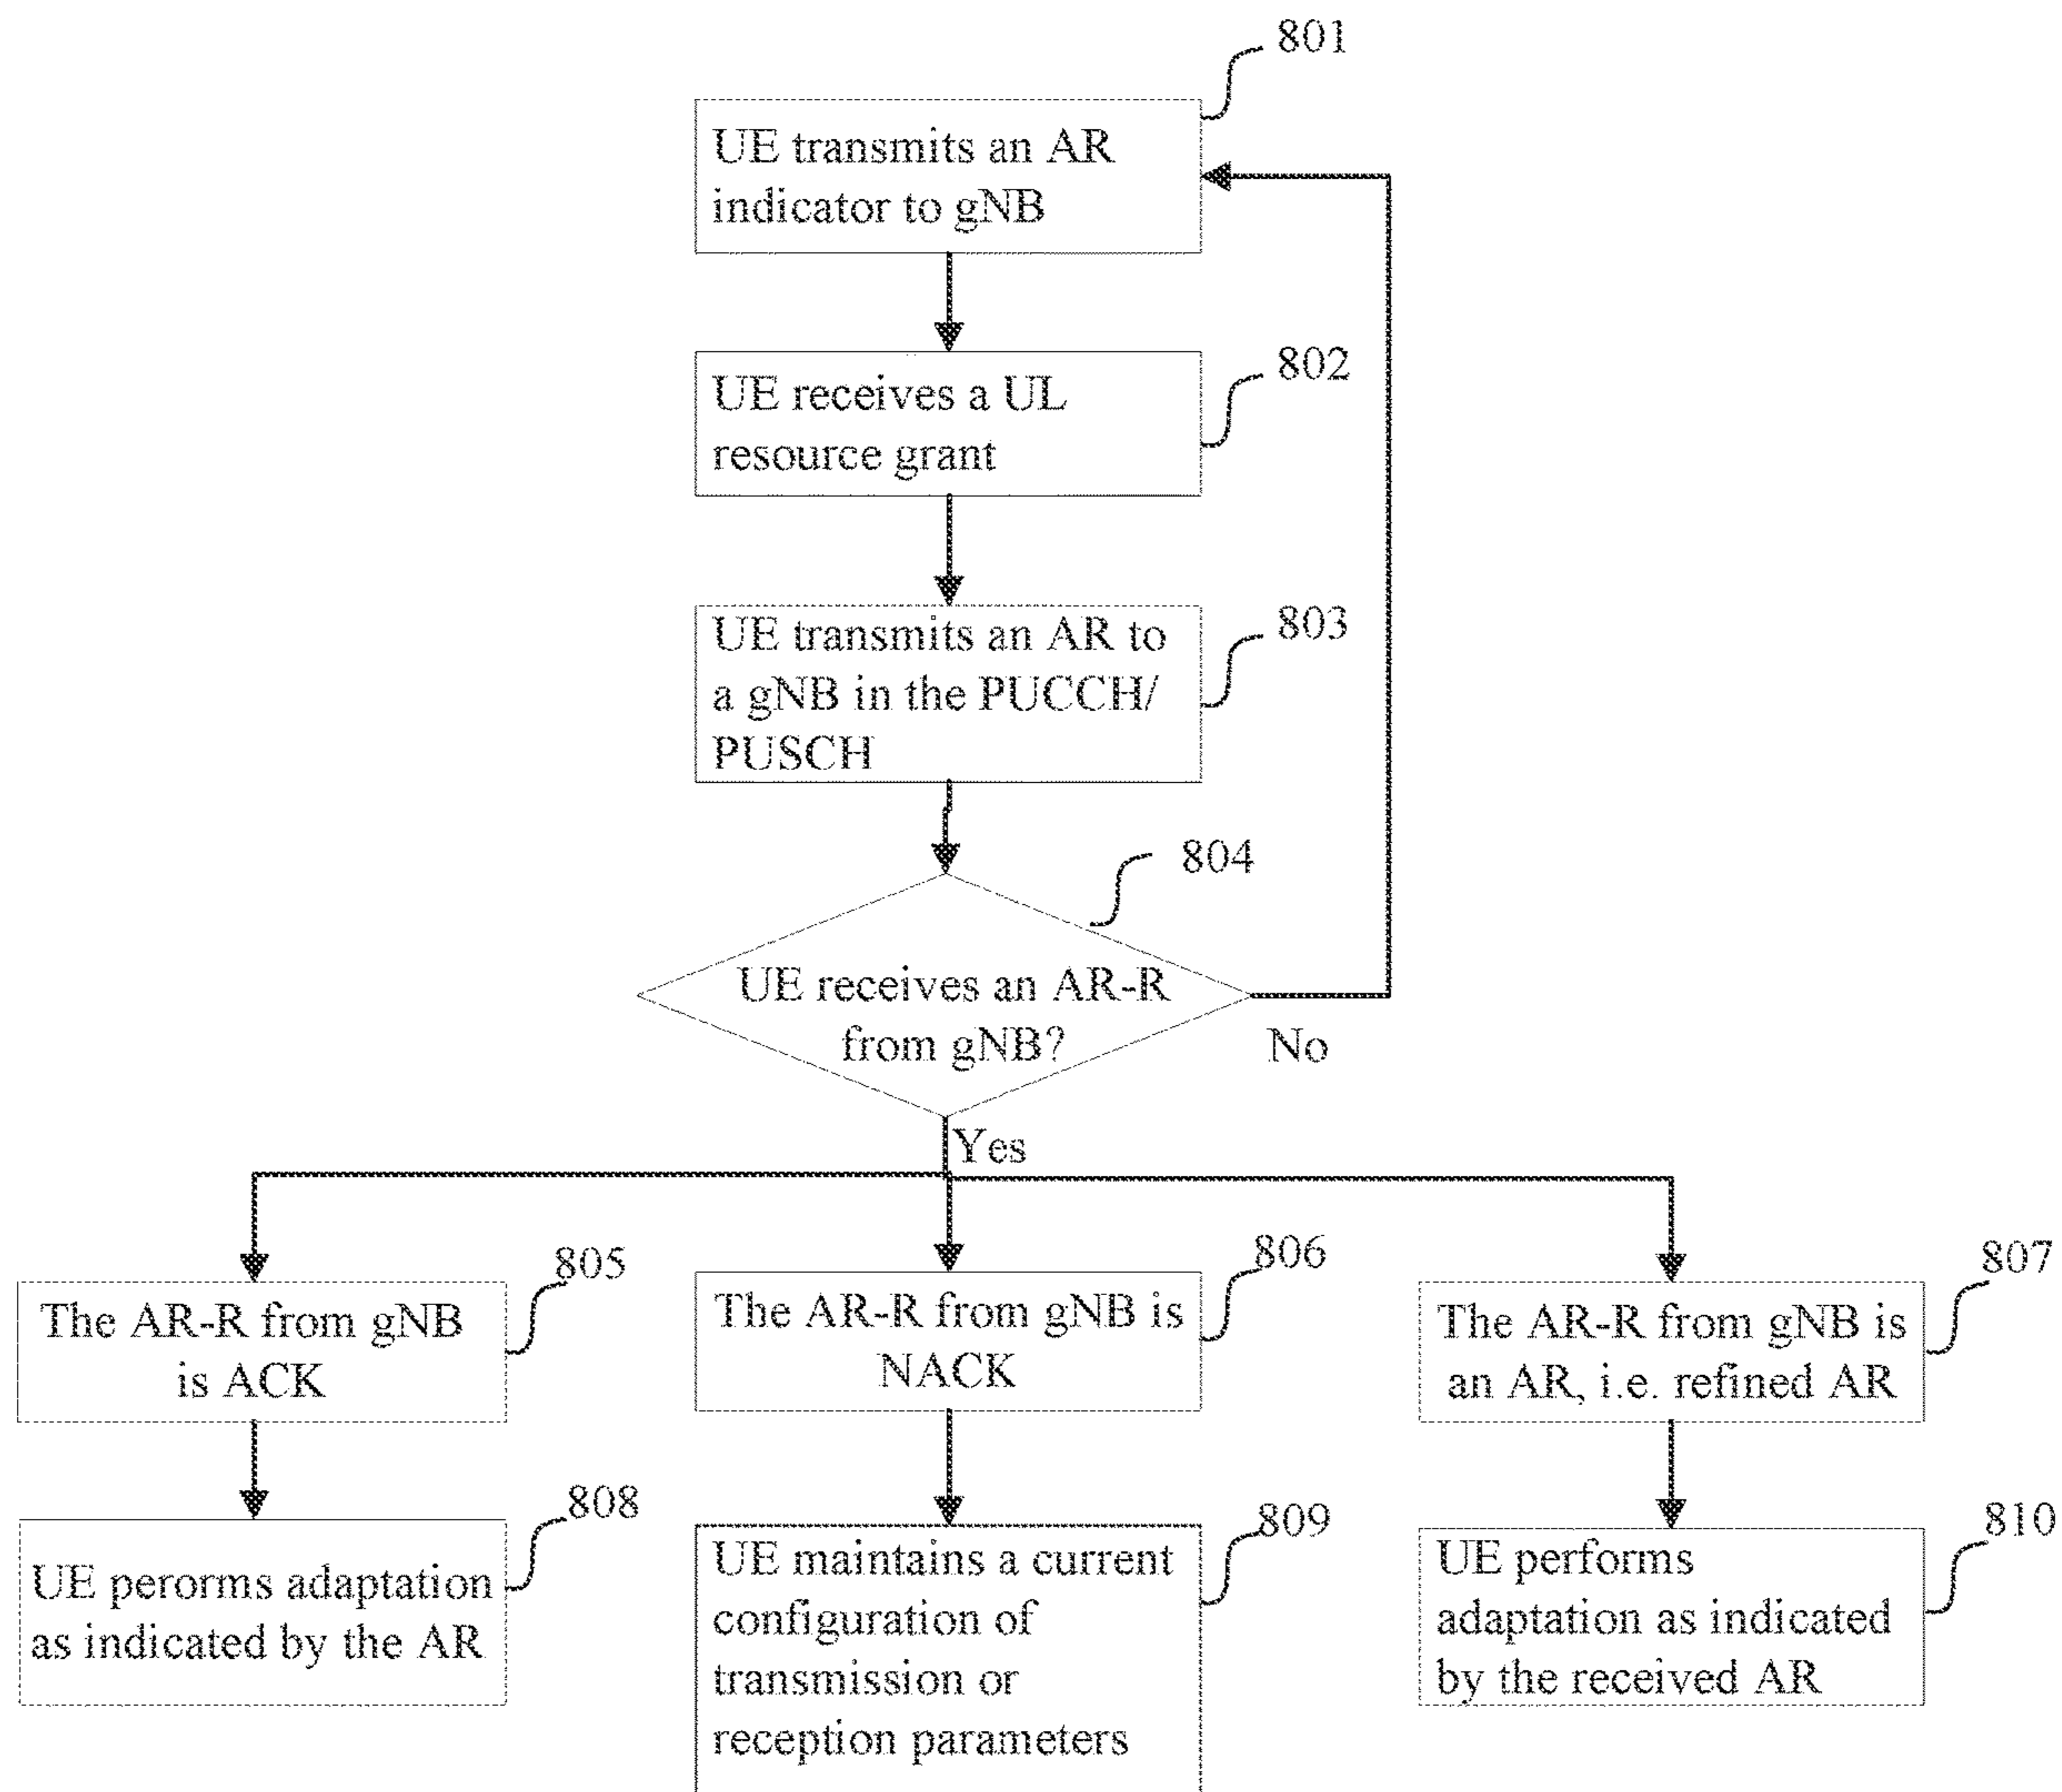 801
UE transmits an AR
indicator to gNB
802
UE receives a UL
resource grant
803
UE transmits an AR to
a gNB in the PUCCH/
PUSCH
804
UE receives an AR-R
from gNB?
No
Yes
805
The AR-R from gNB
is ACK
806
The AR-R from gNB is
NACK
807
The AR-R from gNB is
an AR, i.e. refined AR
808
UE perorms adaptation
as indicated by the AR
809
UE maintains a current
configuration of
transmission or
reception parameters
810
UE performs
adaptation as indicated
by the received AR